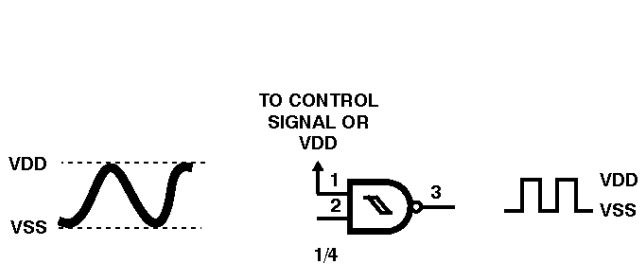 TO CONTROL
SIGNAL OR
VDD
VDD
VSS
1
2
3
VDD
VSS
1/4